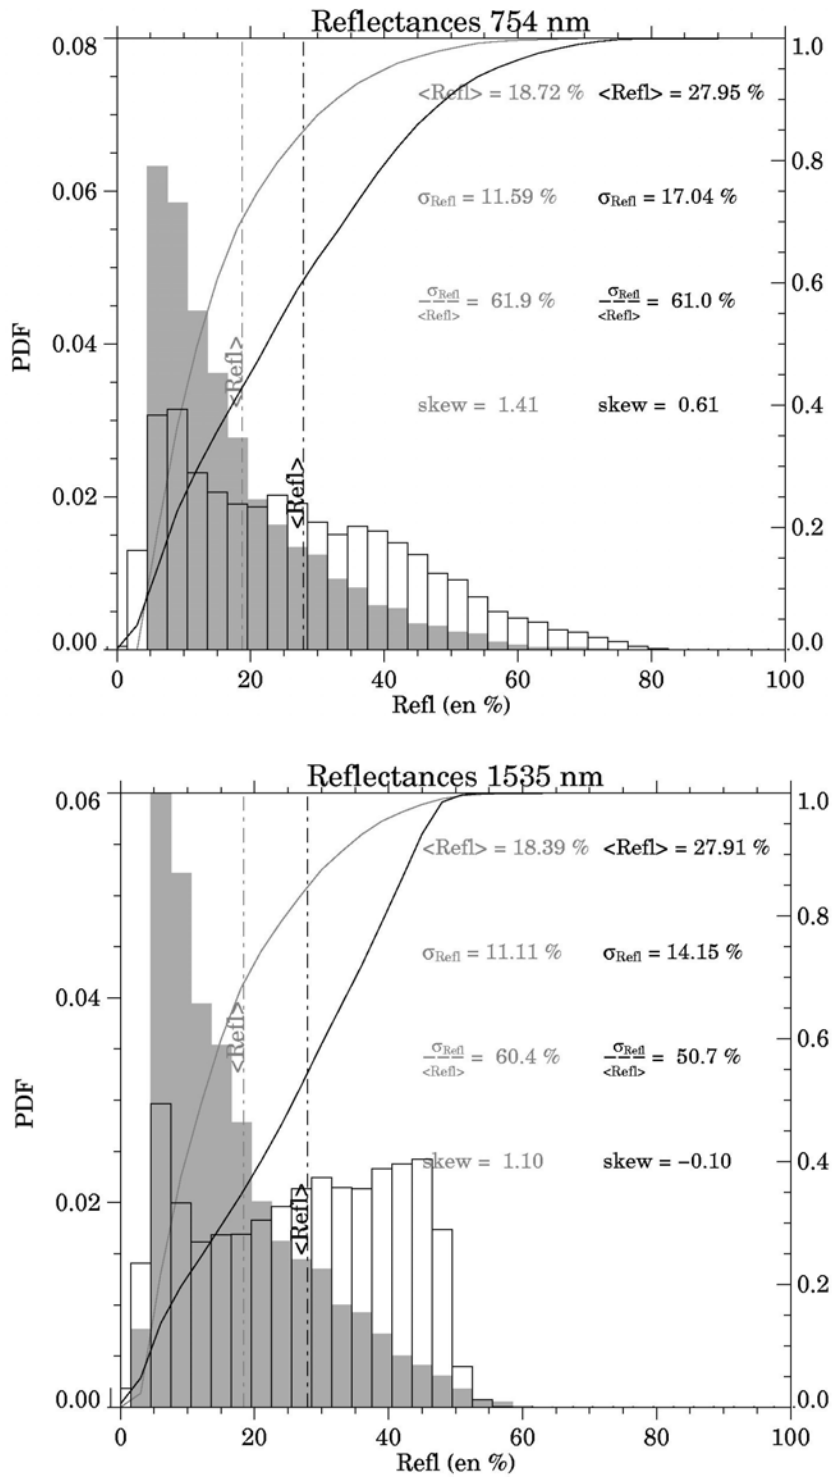 Reflectances 754 nm
0.08
1.0
<Refl> = 18.72 % <Refl> = 27.95 %
0.8
0.06
σRefl = 11.59 % σRefl = 17.04 %
0.6
σRefl/<Refl> = 61.9 % σRefl/<Refl> = 61.0 %
0.04
PDF
<Refl>
skew = 1.41 skew = 0.61
0.4
<Refl>
0.02
0.2
0.00
0.0
0 20 40 60 80 100
Refl (en %)
Reflectances 1535 nm
0.06
1.0
<Refl> = 18.39 % <Refl> = 27.91 %
0.8
σRefl = 11.11 % σRefl = 14.15 %
0.04
<Refl>
0.6
σRefl/<Refl> = 60.4 % σRefl/<Refl> = 50.7 %
PDF
skew = 1.10 skew = −0.10
0.4
<Refl>
0.02
0.2
0.00
0.0
0 20 40 60 80 100
Refl (en %)